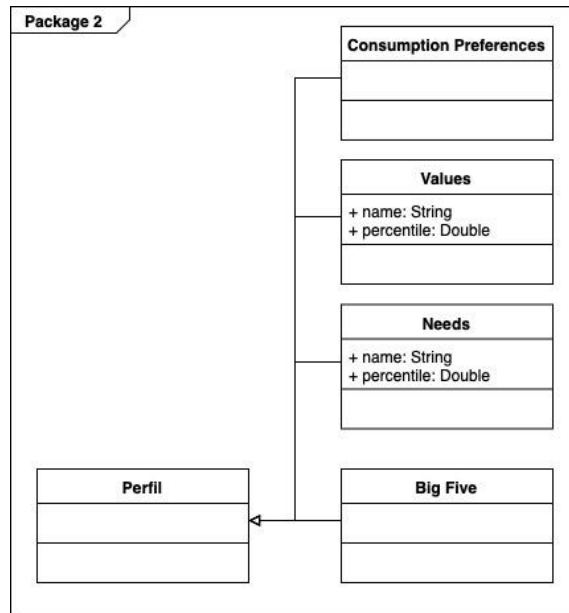 Package 2
Consumption Preferences
Values
+ name: String
+ percentile: Double
Needs
+ name: String
+ percentile: Double
Perfil
Big Five